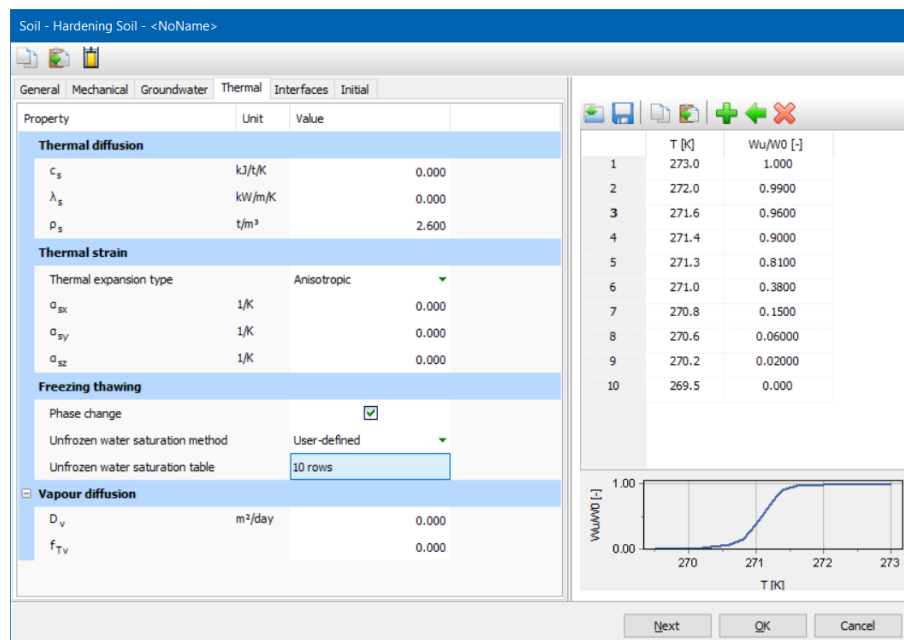 Soil - Hardening Soil - <NoName>
General Mechanical Groundwater Thermal Interfaces Initial
Property Unit Value
Thermal diffusion
cs kJ/t/K 0.000
λs kW/m/K 0.000
ρs t/m³ 2.600
Thermal strain
Thermal expansion type Anisotropic
αsx 1/K 0.000
αsy 1/K 0.000
αsz 1/K 0.000
Freezing thawing
Phase change
Unfrozen water saturation method User-defined
Unfrozen water saturation table 10 rows
Vapour diffusion
Dv m²/day 0.000
fTv 0.000
T [K] Wu/W0 [-]
1 273.0 1.000
2 272.0 0.9900
3 271.6 0.9600
4 271.4 0.9000
5 271.3 0.8100
6 271.0 0.3800
7 270.8 0.1500
8 270.6 0.06000
9 270.2 0.02000
10 269.5 0.000
Wu/W0 [-]
1.00
0.00
270 271 272 273
T [K]
Next OK Cancel